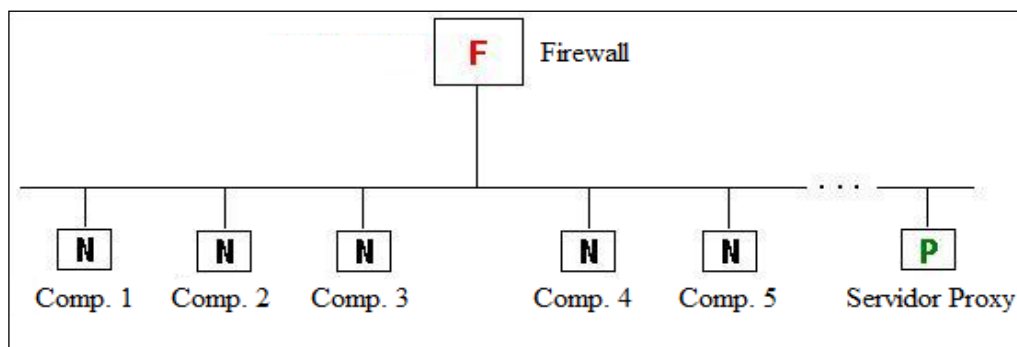 F Firewall
. . .
N N N N N P
Comp. 1 Comp. 2 Comp. 3 Comp. 4 Comp. 5 Servidor Proxy